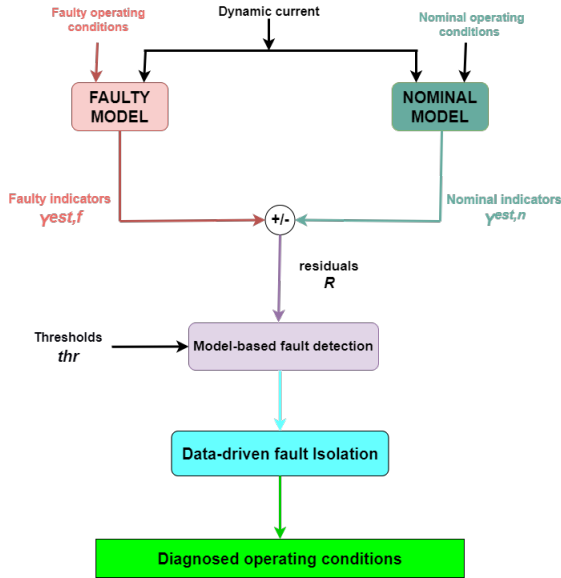 Faulty operating
conditions
Dynamic current
Nominal operating
conditions
FAULTY
MODEL
NOMINAL
MODEL
Faulty indicators
γest,f
+/-
Nominal indicators
γest,n
residuals
R
Thresholds
thr
Model-based fault detection
Data-driven fault Isolation
Diagnosed operating conditions